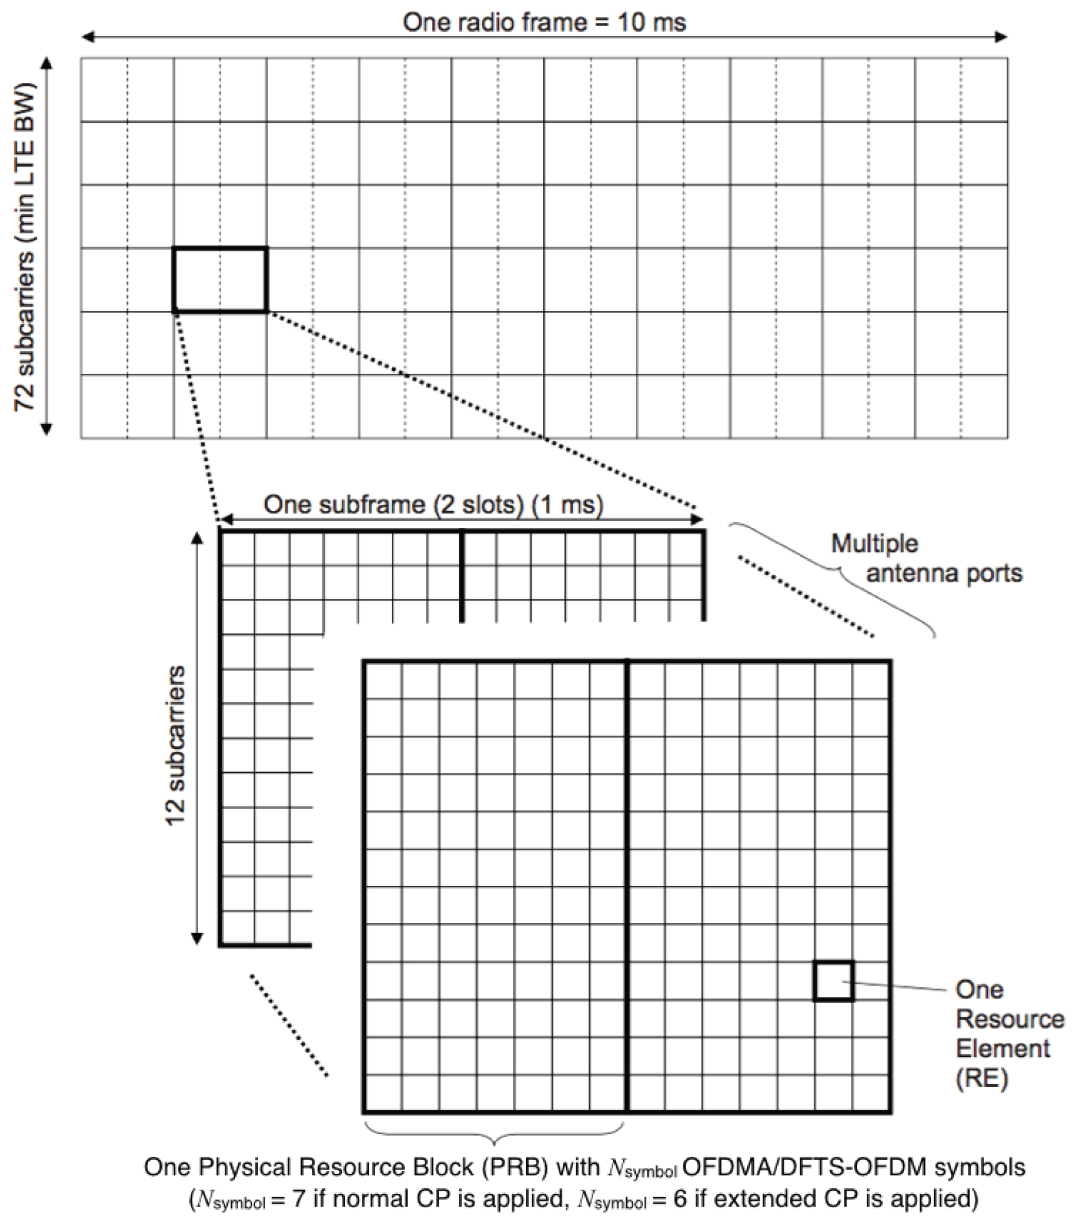 One radio frame = 10 ms
72 subcarriers (min LTE BW)
One subframe (2 slots) (1 ms)
Multiple
antenna ports
12 subcarriers
One
Resource
Element
(RE)
One Physical Resource Block (PRB) with Nsymbol OFDMA/DFTS-OFDM symbols
(Nsymbol = 7 if normal CP is applied, Nsymbol = 6 if extended CP is applied)